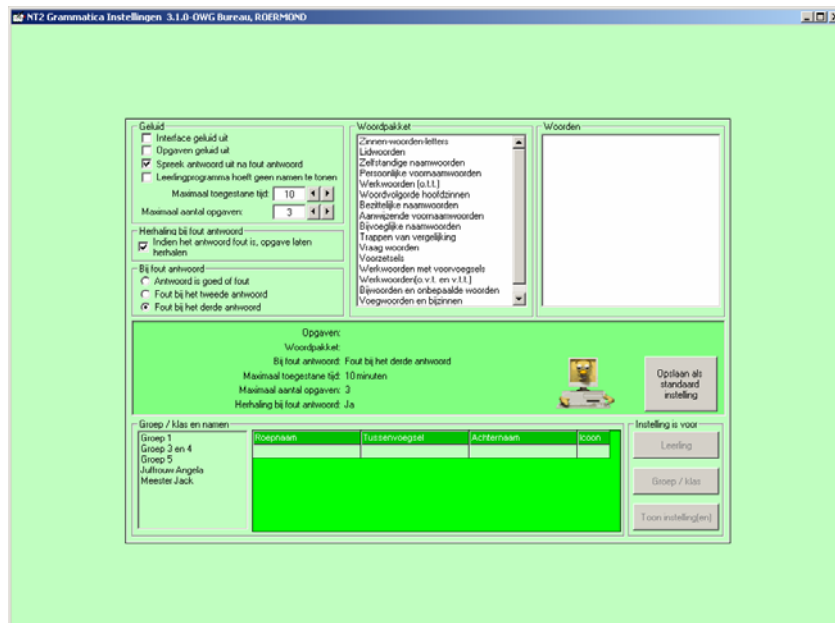 NT2 Grammatica Instellingen 3.1.0-OWG Bureau, ROERMOND
Geluid
Interface geluid uit
Opgaven geluid uit
Spreek antwoord uit na fout antwoord
Leerlingprogramma hoeft geen namen te tonen
Maximaal toegestane tijd: 10
Maximaal aantal opgaven: 3
Herhaling bij fout antwoord
Indien het antwoord fout is, opgave laten
herhalen
Bij fout antwoord
Antwoord is goed of fout
Fout bij het tweede antwoord
Fout bij het derde antwoord
Woordpakket
Zinnen-woorden-letters
Lidwoorden
Zelfstandige naamwoorden
Persoonlijke voornaamwoorden
Werkwoorden (o.t.t.)
Woordvolgorde hoofdzinnen
Bezittelijke naamwoorden
Aanwijzende voornaamwoorden
Bijvoeglijke naamwoorden
Trappen van vergelijking
Vraag woorden
Voorzetsels
Werkwoorden met voorvoegsels
Werkwoorden(o.v.t. en v.t.t.)
Bijwoorden en onbepaalde woorden
Voegwoorden en bijzinnen
Woorden
Opgaven:
Woordpakket:
Bij fout antwoord: Fout bij het derde antwoord
Maximaal toegestane tijd: 10 minuten
Maximaal aantal opgaven: 3
Herhaling bij fout antwoord: Ja
Opslaan als
standaard
instelling
Groep / klas en namen
Groep 1
Groep 3 en 4
Groep 5
Juffrouw Angela
Meester Jack
Roepnaam Tussenvoegsel Achternaam Icoon
Instelling is voor
Leerling
Groep / klas
Toon instelling(en)